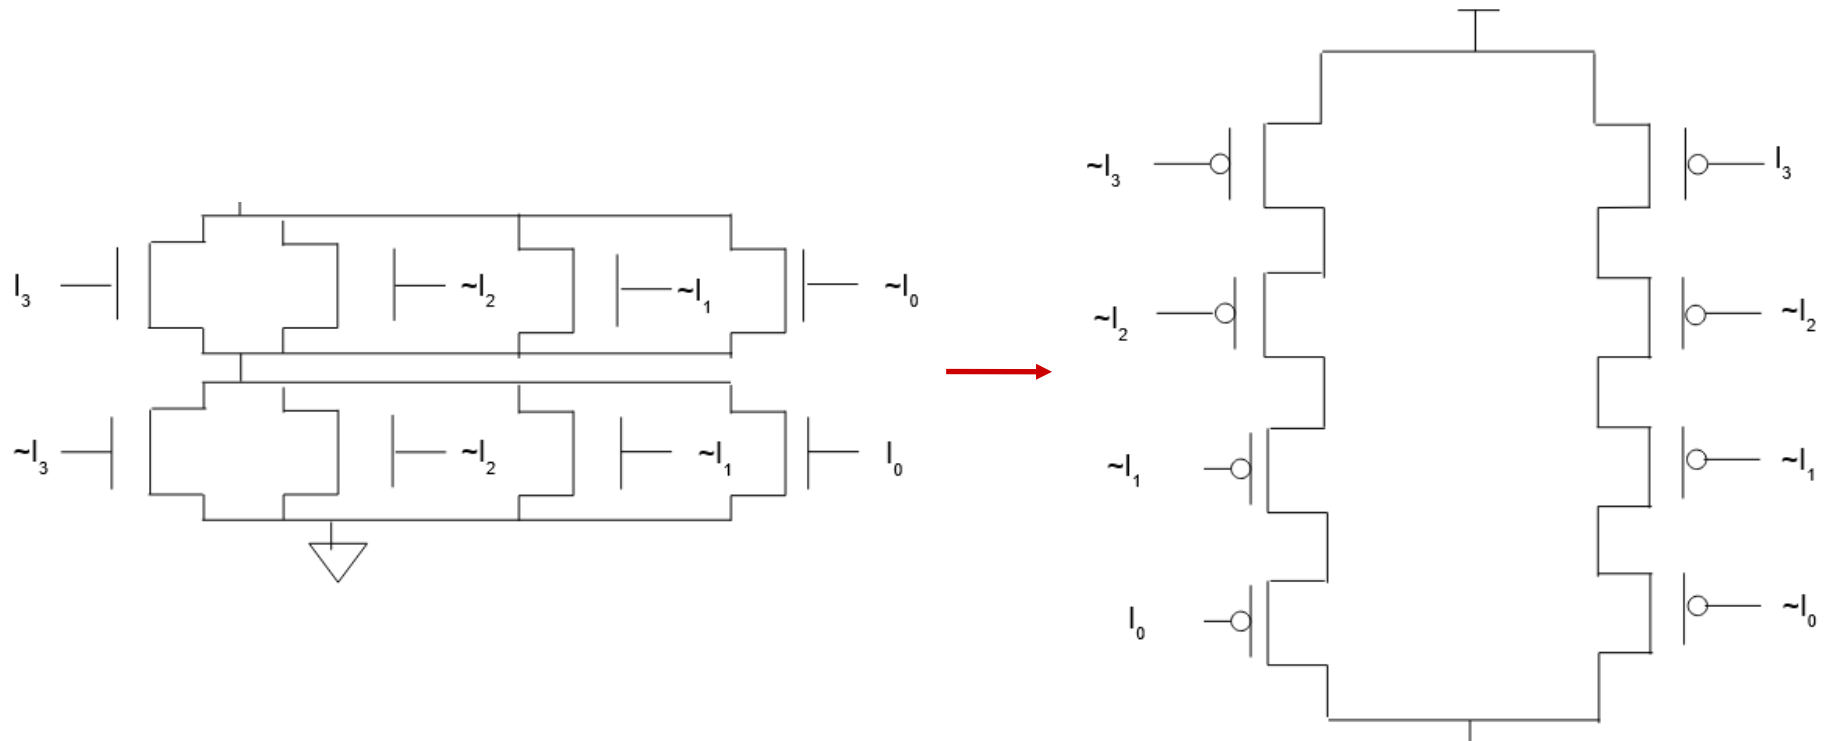 I3 ~I2 ~I1 ~I0
~I3 ~I2 ~I1 I0
~I3 I3
~I2 ~I2
~I1 ~I1
I0 ~I0